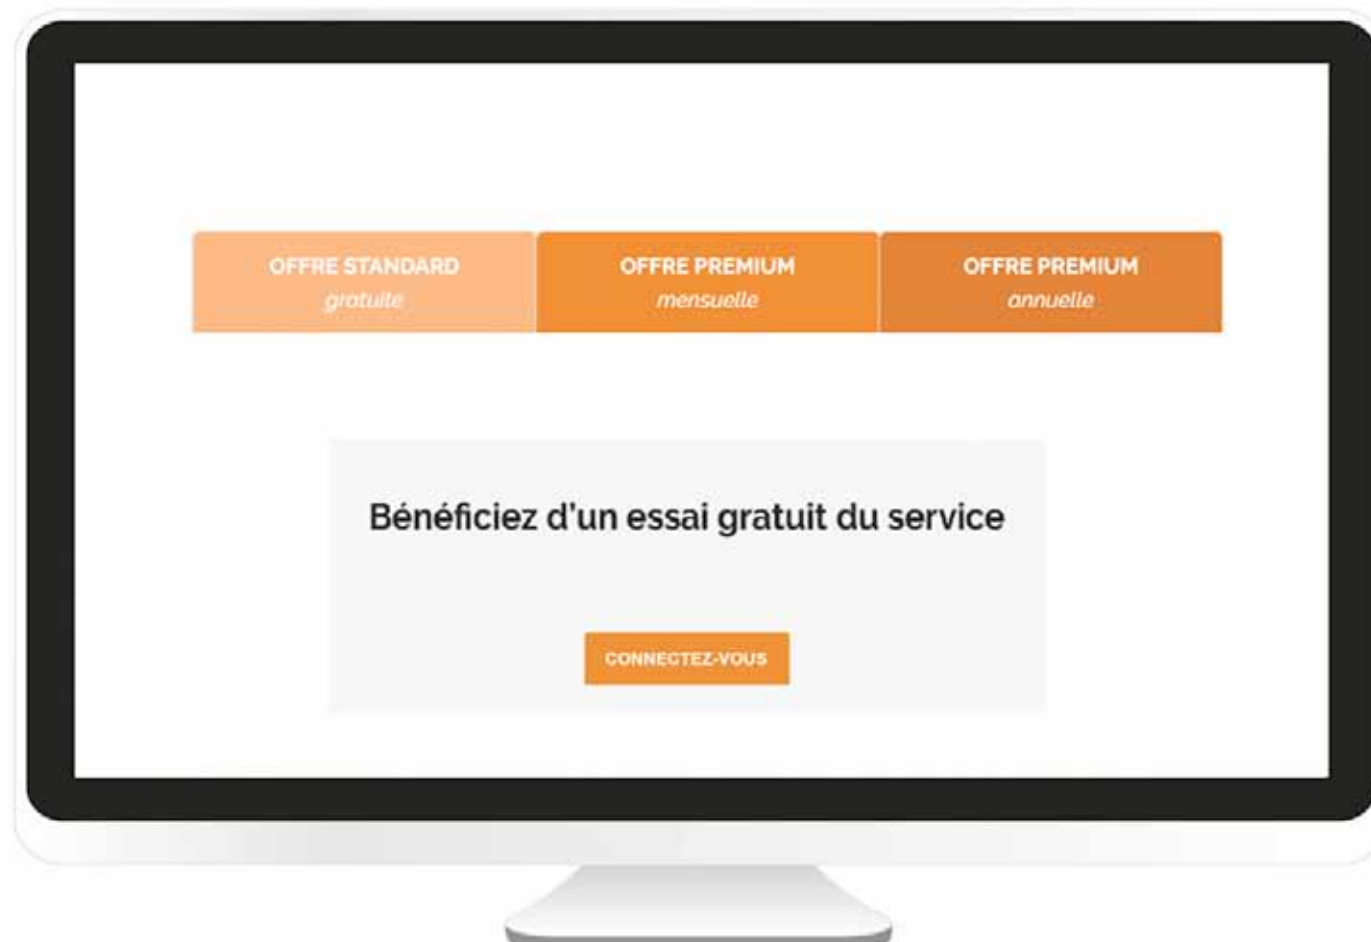 OFFRE STANDARD
gratuite
OFFRE PREMIUM
mensuelle
OFFRE PREMIUM
annuelle
Bénéficiez d'un essai gratuit du service
CONNECTEZ-VOUS